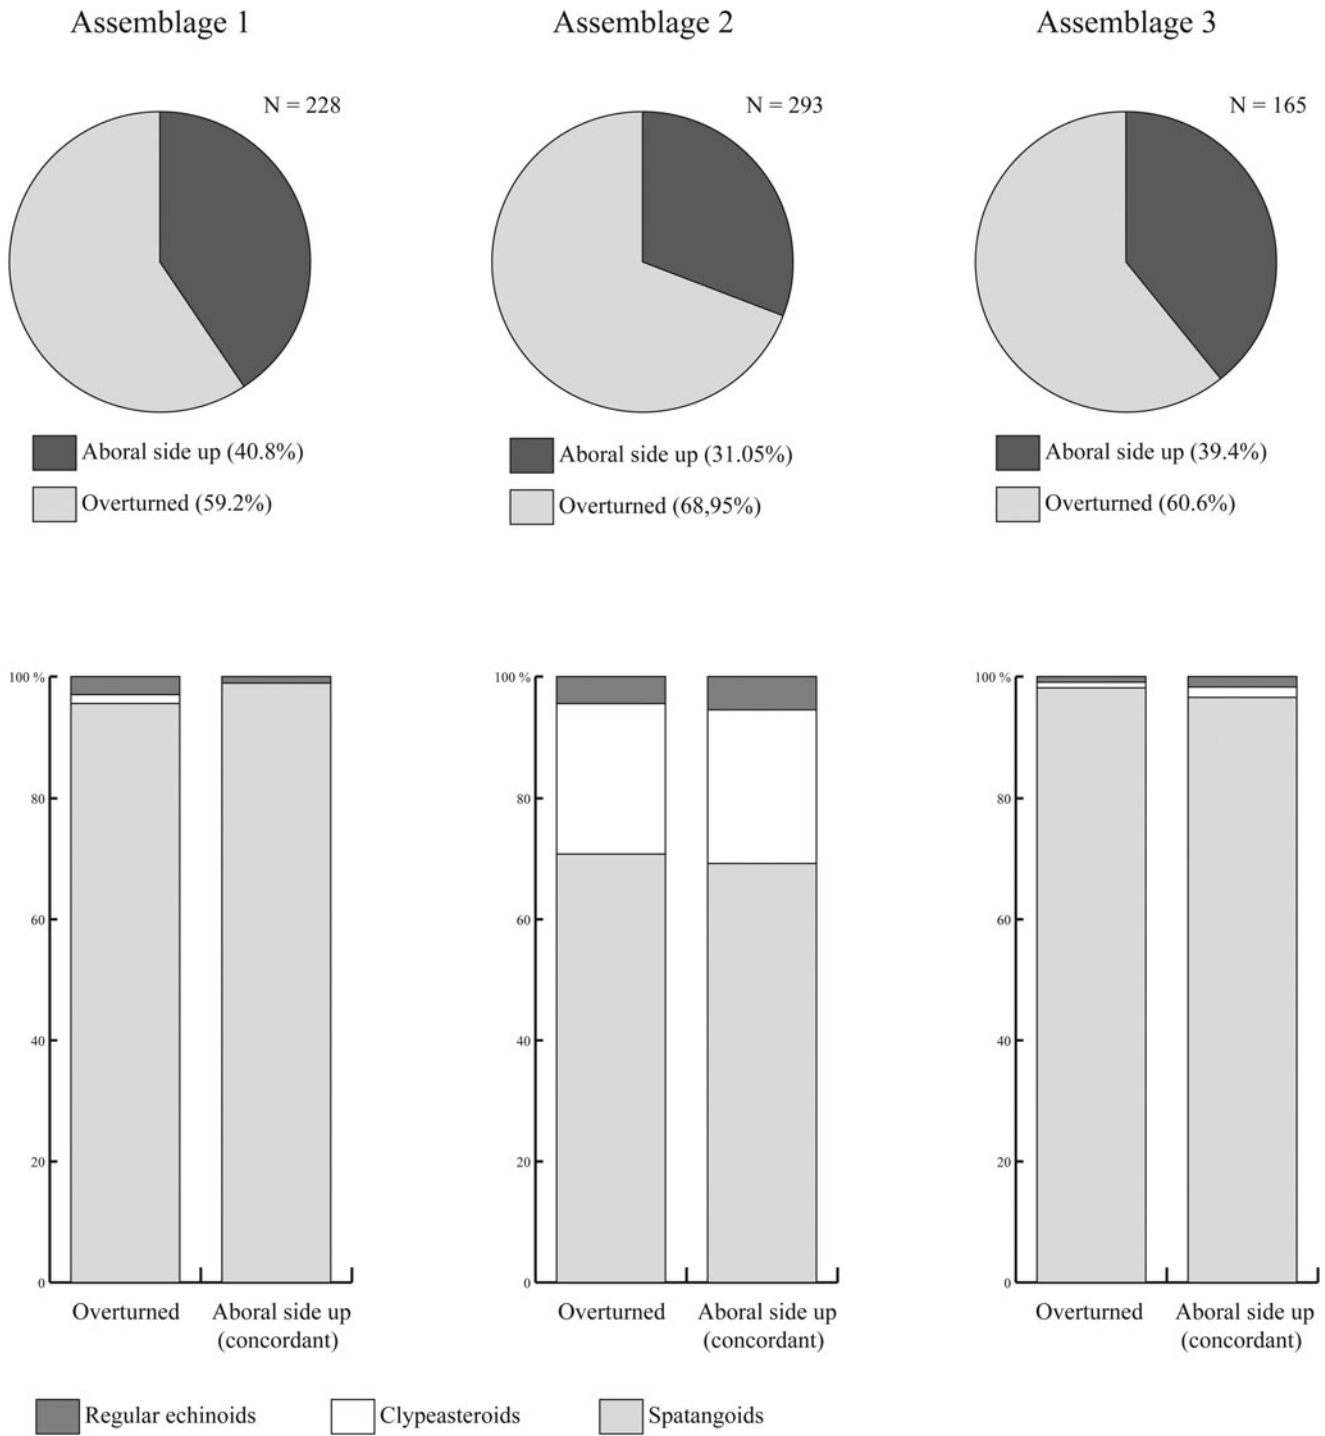 Assemblage 1
Assemblage 2
Assemblage 3
N = 228
N = 293
N = 165
Aboral side up (40.8%)
Overturned (59.2%)
Aboral side up (31.05%)
Overturned (68,95%)
Aboral side up (39.4%)
Overturned (60.6%)
100 %
80
60
40
20
0
Overturned
Aboral side up
(concordant)
100 %
80
60
40
20
0
Overturned
Aboral side up
(concordant)
100 %
80
60
40
20
0
Overturned
Aboral side up
(concordant)
Regular echinoids
Clypeasteroids
Spatangoids